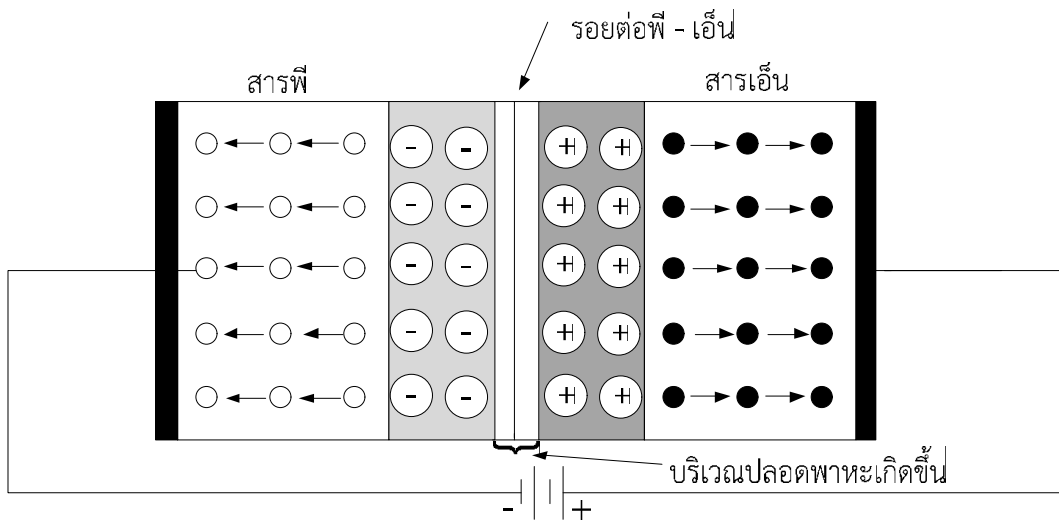 รอยต่อพี - เอ็น
สารพี
สารเอ็น
- - + +
- - + +
- - + +
- - + +
- - + +
บริเวณปลอดพาหะเกิดขึ้น
- +